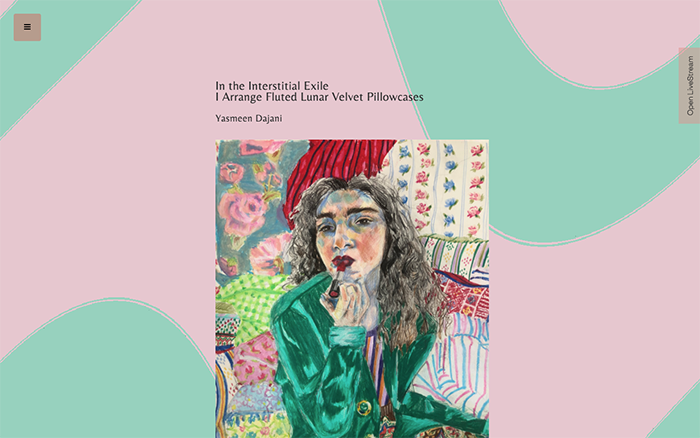 In the Interstitial Exile
I Arrange Fluted Lunar Velvet Pillowcases
Yasmeen Dajani
Open LiveStream